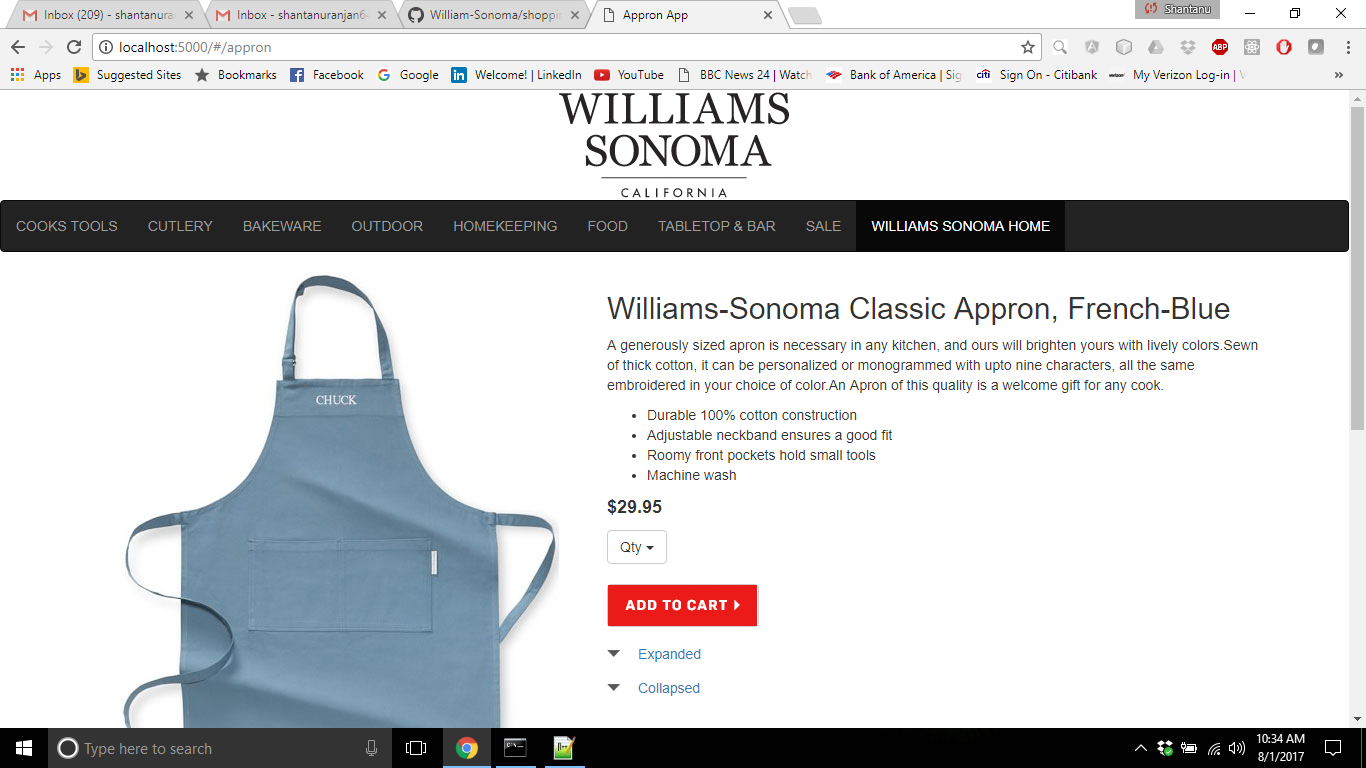 Inbox (209) - shantanura
Inbox - shantanuranjan6
William-Sonoma/shoppi
Appron App
Shantanu
localhost:5000/#/appron
ABP
Apps
Suggested Sites
Bookmarks
Facebook
Google
Welcome! | LinkedIn
YouTube
BBC News 24 | Watch
Bank of America | Sig
citi
Sign On - Citibank
verizon
My Verizon Log-in |
WILLIAMS
SONOMA
CALIFORNIA
COOKS TOOLS CUTLERY BAKEWARE OUTDOOR HOMEKEEPING FOOD TABLETOP & BAR SALE WILLIAMS SONOMA HOME
CHUCK
Williams-Sonoma Classic Appron, French-Blue
A generously sized apron is necessary in any kitchen, and ours will brighten yours with lively colors.Sewn
of thick cotton, it can be personalized or monogrammed with upto nine characters, all the same
embroidered in your choice of color.An Apron of this quality is a welcome gift for any cook.
• Durable 100% cotton construction
• Adjustable neckband ensures a good fit
• Roomy front pockets hold small tools
• Machine wash
$29.95
Qty
ADD TO CART
Expanded
Collapsed
Type here to search
10:34 AM
8/1/2017